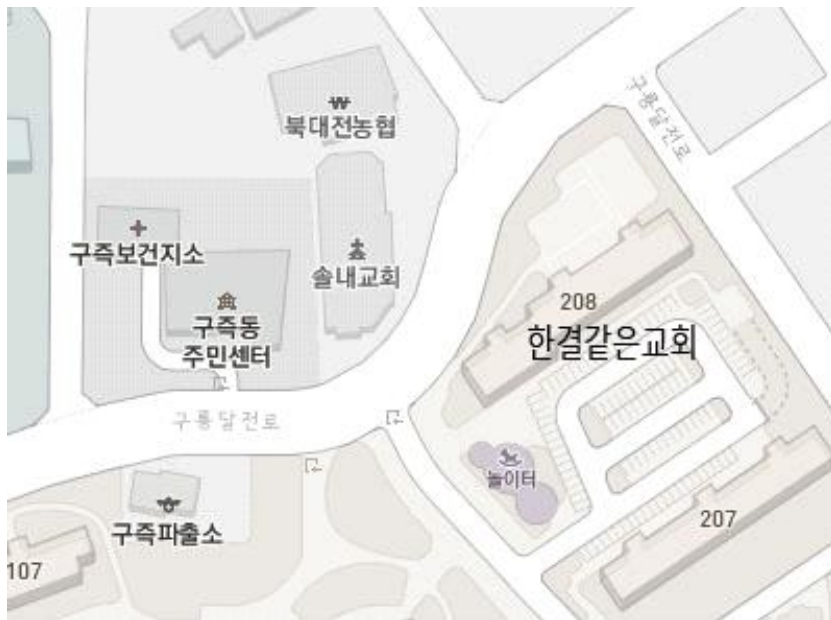 구룡달전로
₩
북대전농협
구즉보건지소
솔내교회
208
구즉동
주민센터
한결같은교회
구룡달전로
놀이터
207
구즉파출소
107